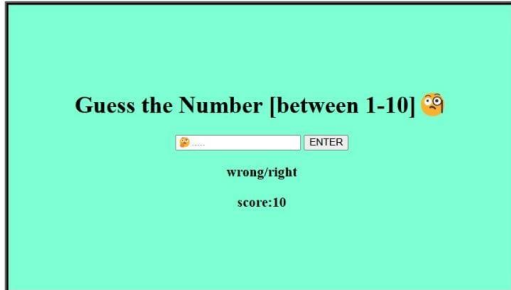 Guess the Number [between 1-10] 🧐
🤔......
ENTER
wrong/right
score:10